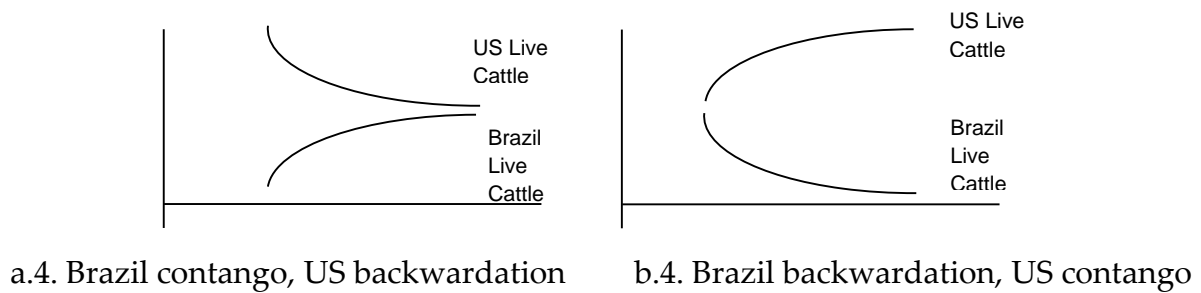 US Live
Cattle
Brazil
Live
Cattle
US Live
Cattle
Brazil
Live
Cattle
a.4. Brazil contango, US backwardation
b.4. Brazil backwardation, US contango